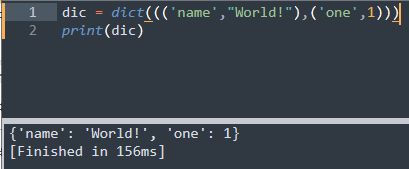 1 dic = dict((('name',"World!"),('one',1)))
2 print(dic)
{'name': 'World!', 'one': 1}
[Finished in 156ms]